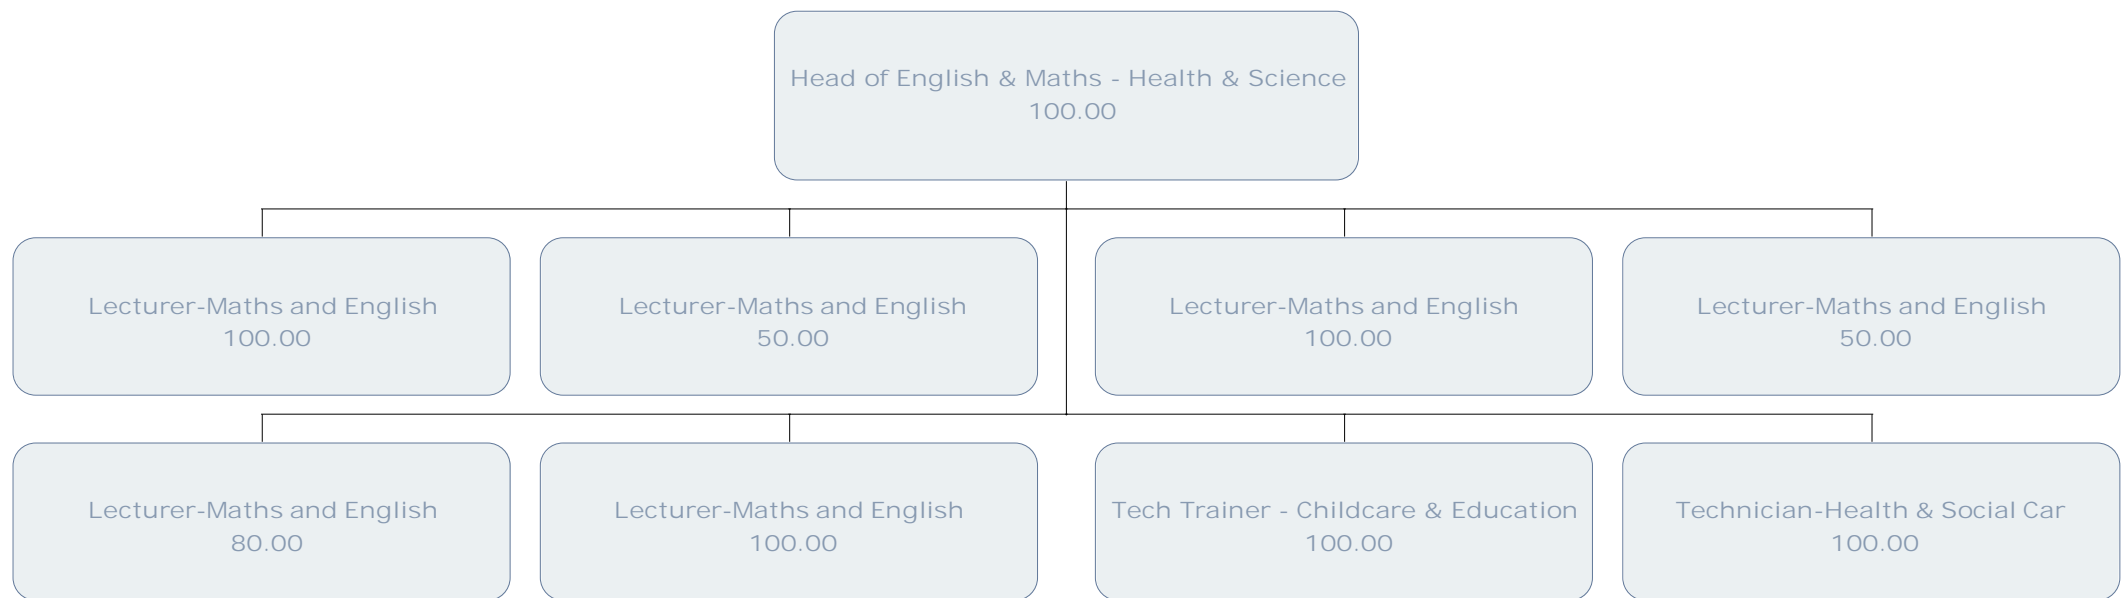 Head of English & Maths - Health & Science
100.00
Lecturer-Maths and English
100.00
Lecturer-Maths and English
50.00
Lecturer-Maths and English
100.00
Lecturer-Maths and English
50.00
Lecturer-Maths and English
80.00
Lecturer-Maths and English
100.00
Tech Trainer - Childcare & Education
100.00
Technician-Health & Social Car
100.00